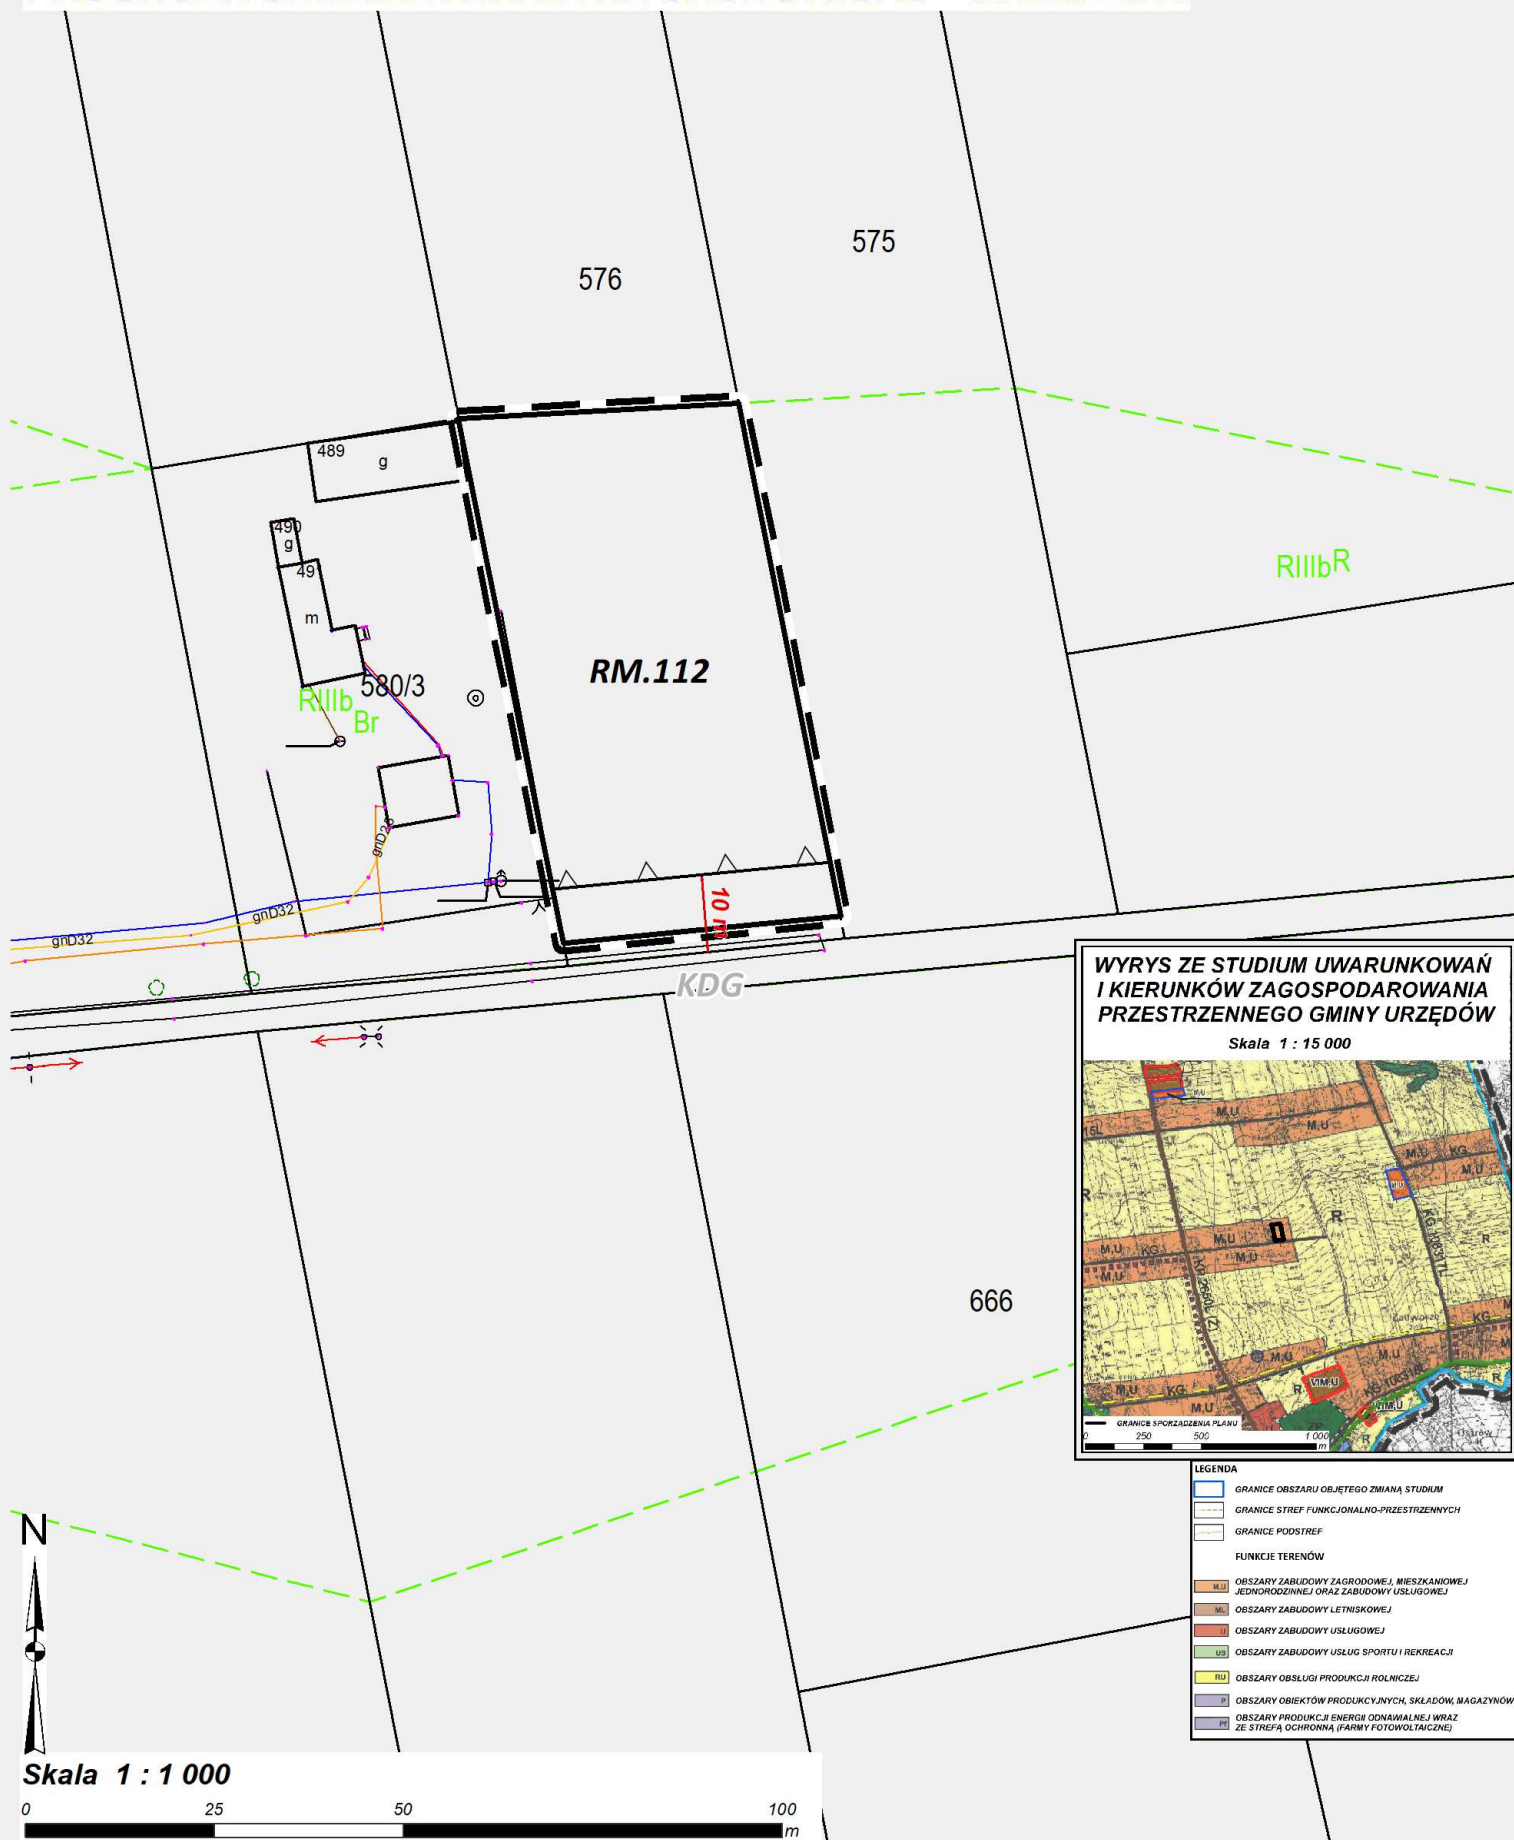 575
576
489
g
490
g
49
m
RIIIbR
RM.112
580/3
RIIIb
Br
gnD32
gnD32
10 m
KDG
WYRYS ZE STUDIUM UWARUNKOWAŃ
I KIERUNKÓW ZAGOSPODAROWANIA
PRZESTRZENNEGO GMINY URZĘDÓW
Skala 1 : 15 000
M,U
M,U
M,U
15L
M,U KG
M,U
R
M,U
R
M,U KG
M,U
M,U
M,U
R
KP 2660L (Z)
666
KG
M,U
M,U
M,U KG
R
M,U
R
M,U
R
GRANICE SPORZĄDZENIA PLANU
0 250 500 1 000
m
LEGENDA
GRANICE OBSZARU OBJĘTEGO ZMIANĄ STUDIUM
GRANICE STREF FUNKCJONALNO-PRZESTRZENNYCH
GRANICE PODSTREF
FUNKCJE TERENÓW
M,U OBSZARY ZABUDOWY ZAGRODOWEJ, MIESZKANIOWEJ
JEDNORODZINNEJ ORAZ ZABUDOWY USŁUGOWEJ
ML OBSZARY ZABUDOWY LETNISKOWEJ
U OBSZARY ZABUDOWY USŁUGOWEJ
US OBSZARY ZABUDOWY USŁUG SPORTU I REKREACJI
RU OBSZARY OBSŁUGI PRODUKCJI ROLNICZEJ
P OBSZARY OBIEKTÓW PRODUKCYJNYCH, SKŁADÓW, MAGAZYNÓW
Pf OBSZARY PRODUKCJI ENERGII ODNAWIALNEJ WRAZ
ZE STREFĄ OCHRONNĄ (FARMY FOTOWOLTAICZNE)
N
Skala 1 : 1 000
0 25 50 100
m